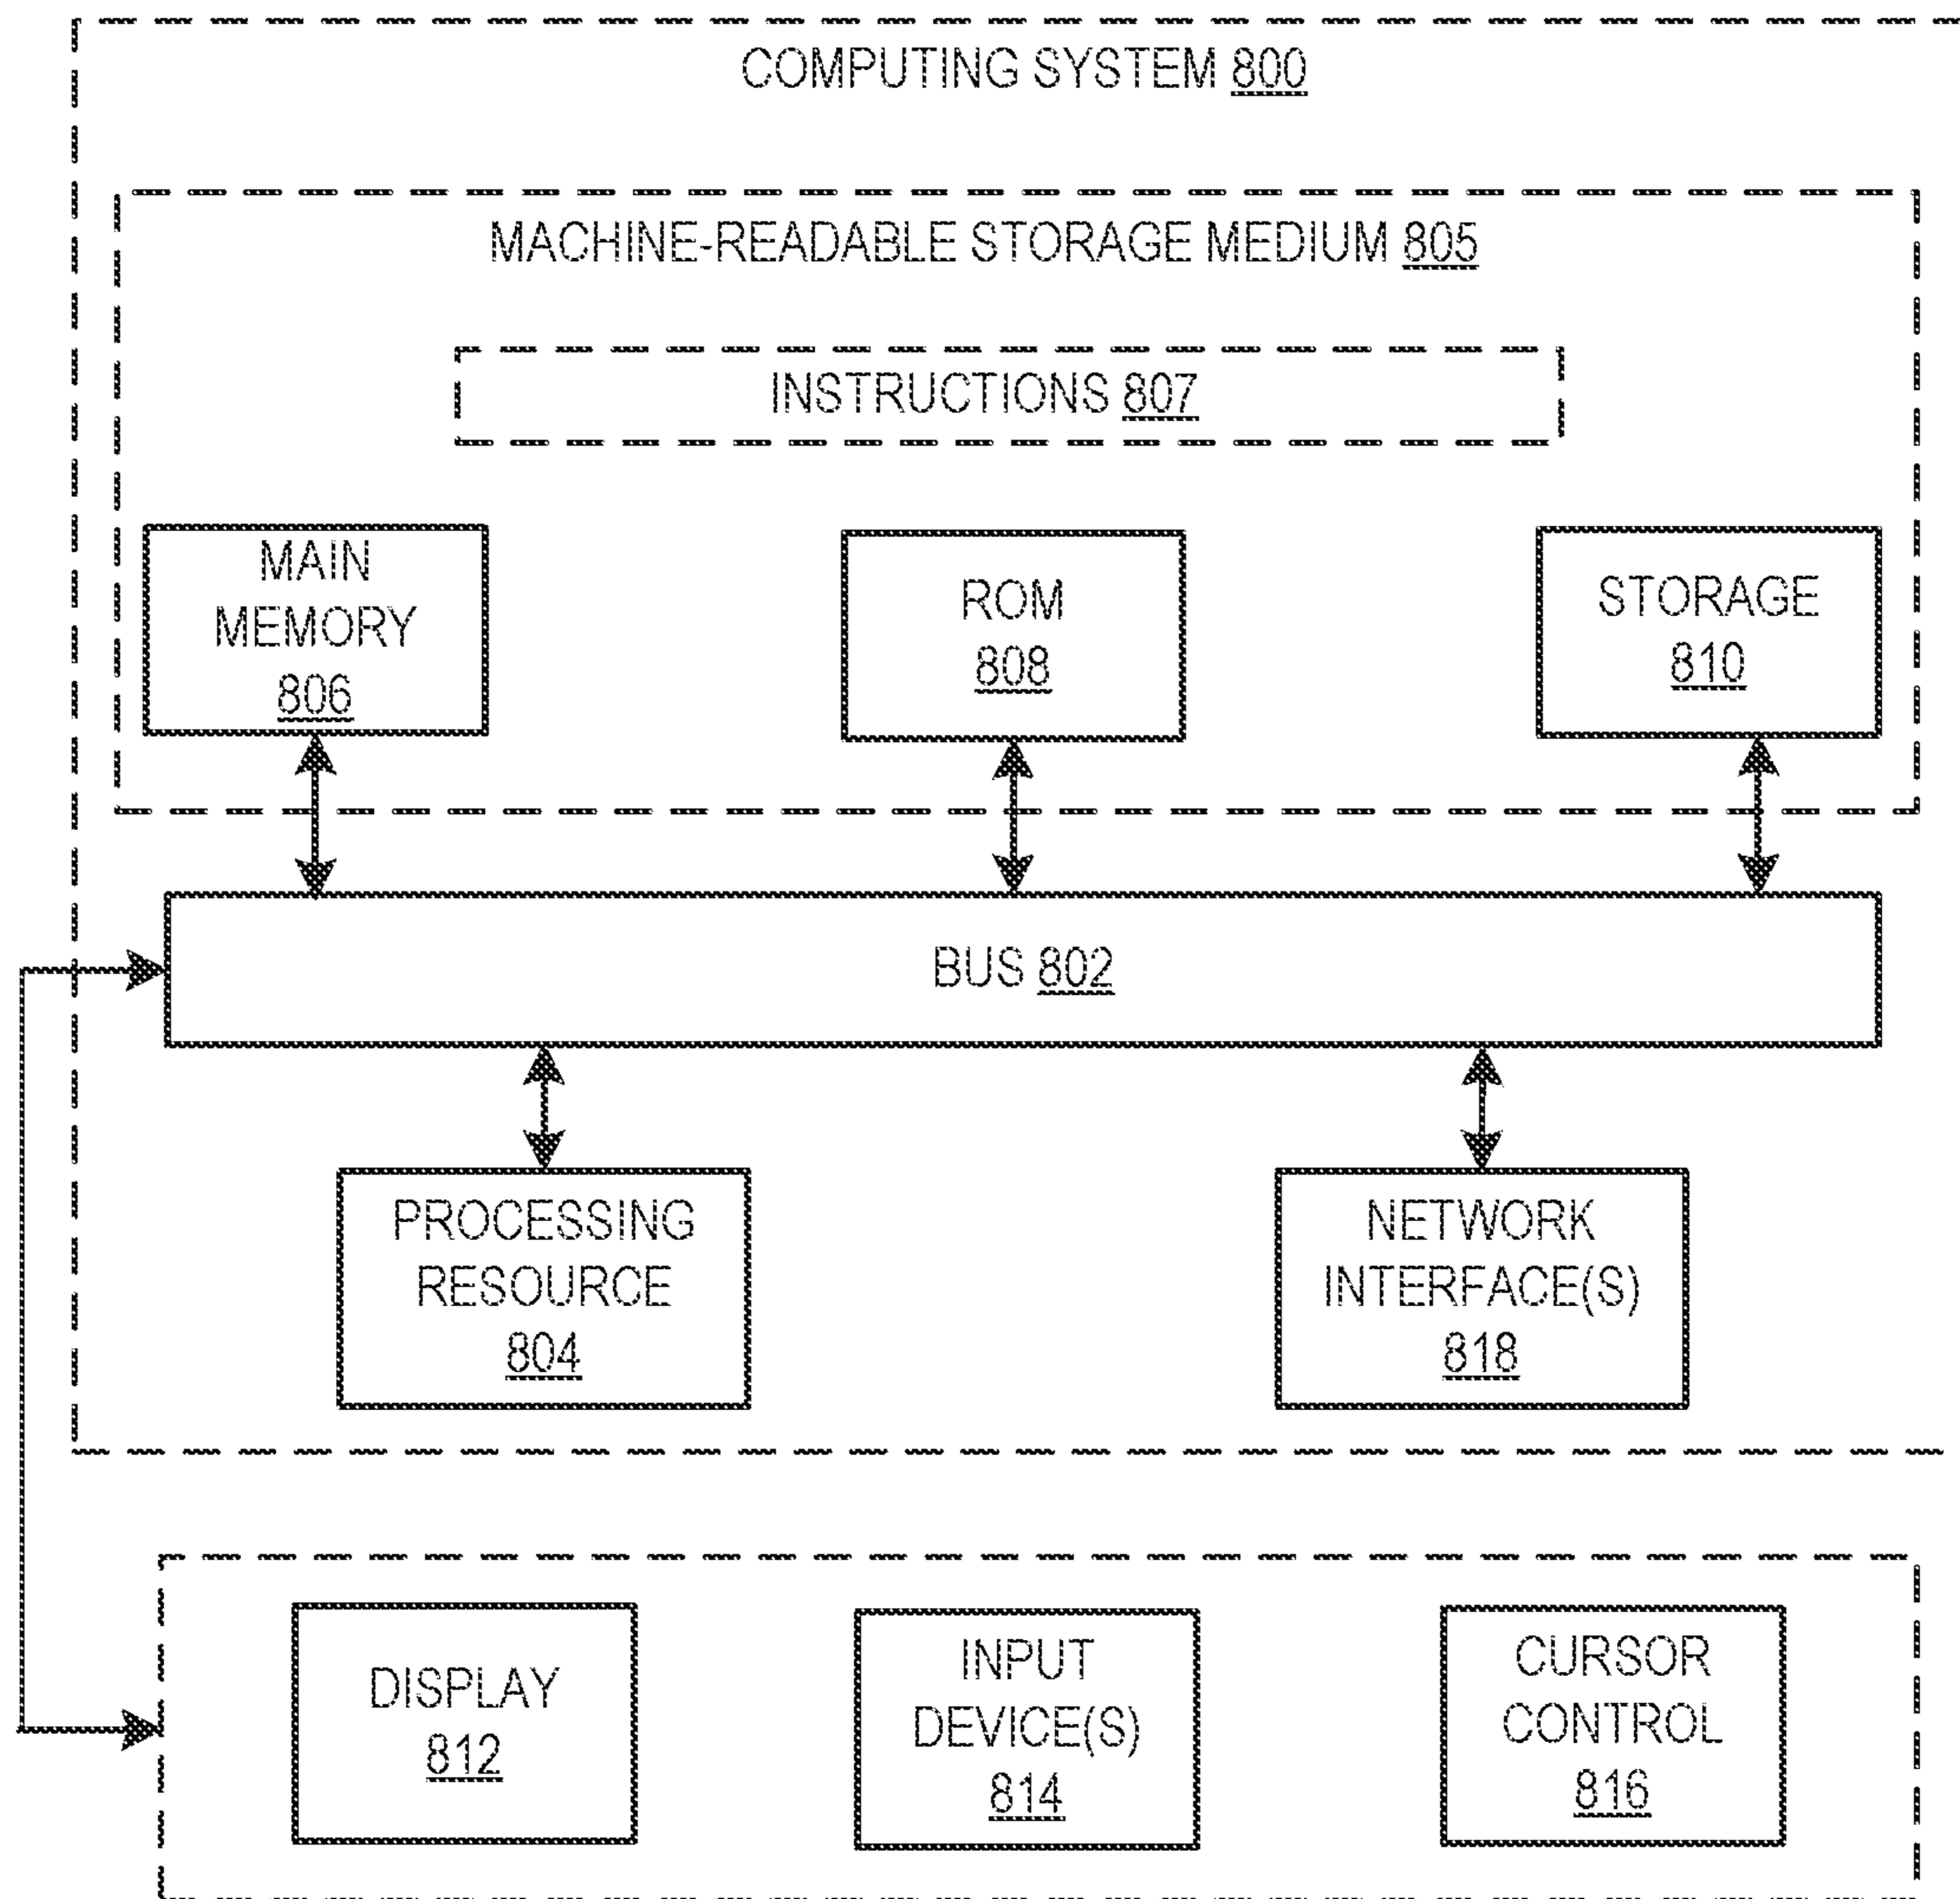 COMPUTING SYSTEM 800
MACHINE-READABLE STORAGE MEDIUM 805
INSTRUCTIONS 807
MAIN
MEMORY
806
ROM
808
STORAGE
810
BUS 802
PROCESSING
RESOURCE
804
NETWORK
INTERFACE(S)
818
DISPLAY
812
INPUT
DEVICE(S)
814
CURSOR
CONTROL
816